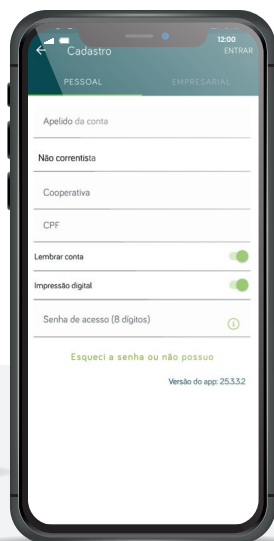 12:00
← Cadastro ENTRAR
PESSOAL EMPRESARIAL
Apelido da conta
Não correntista
Cooperativa
CPF
Lembrar conta
Impressão digital
Senha de acesso (8 dígitos)
Esqueci a senha ou não possuo
Versão do app: 25.3.3.2